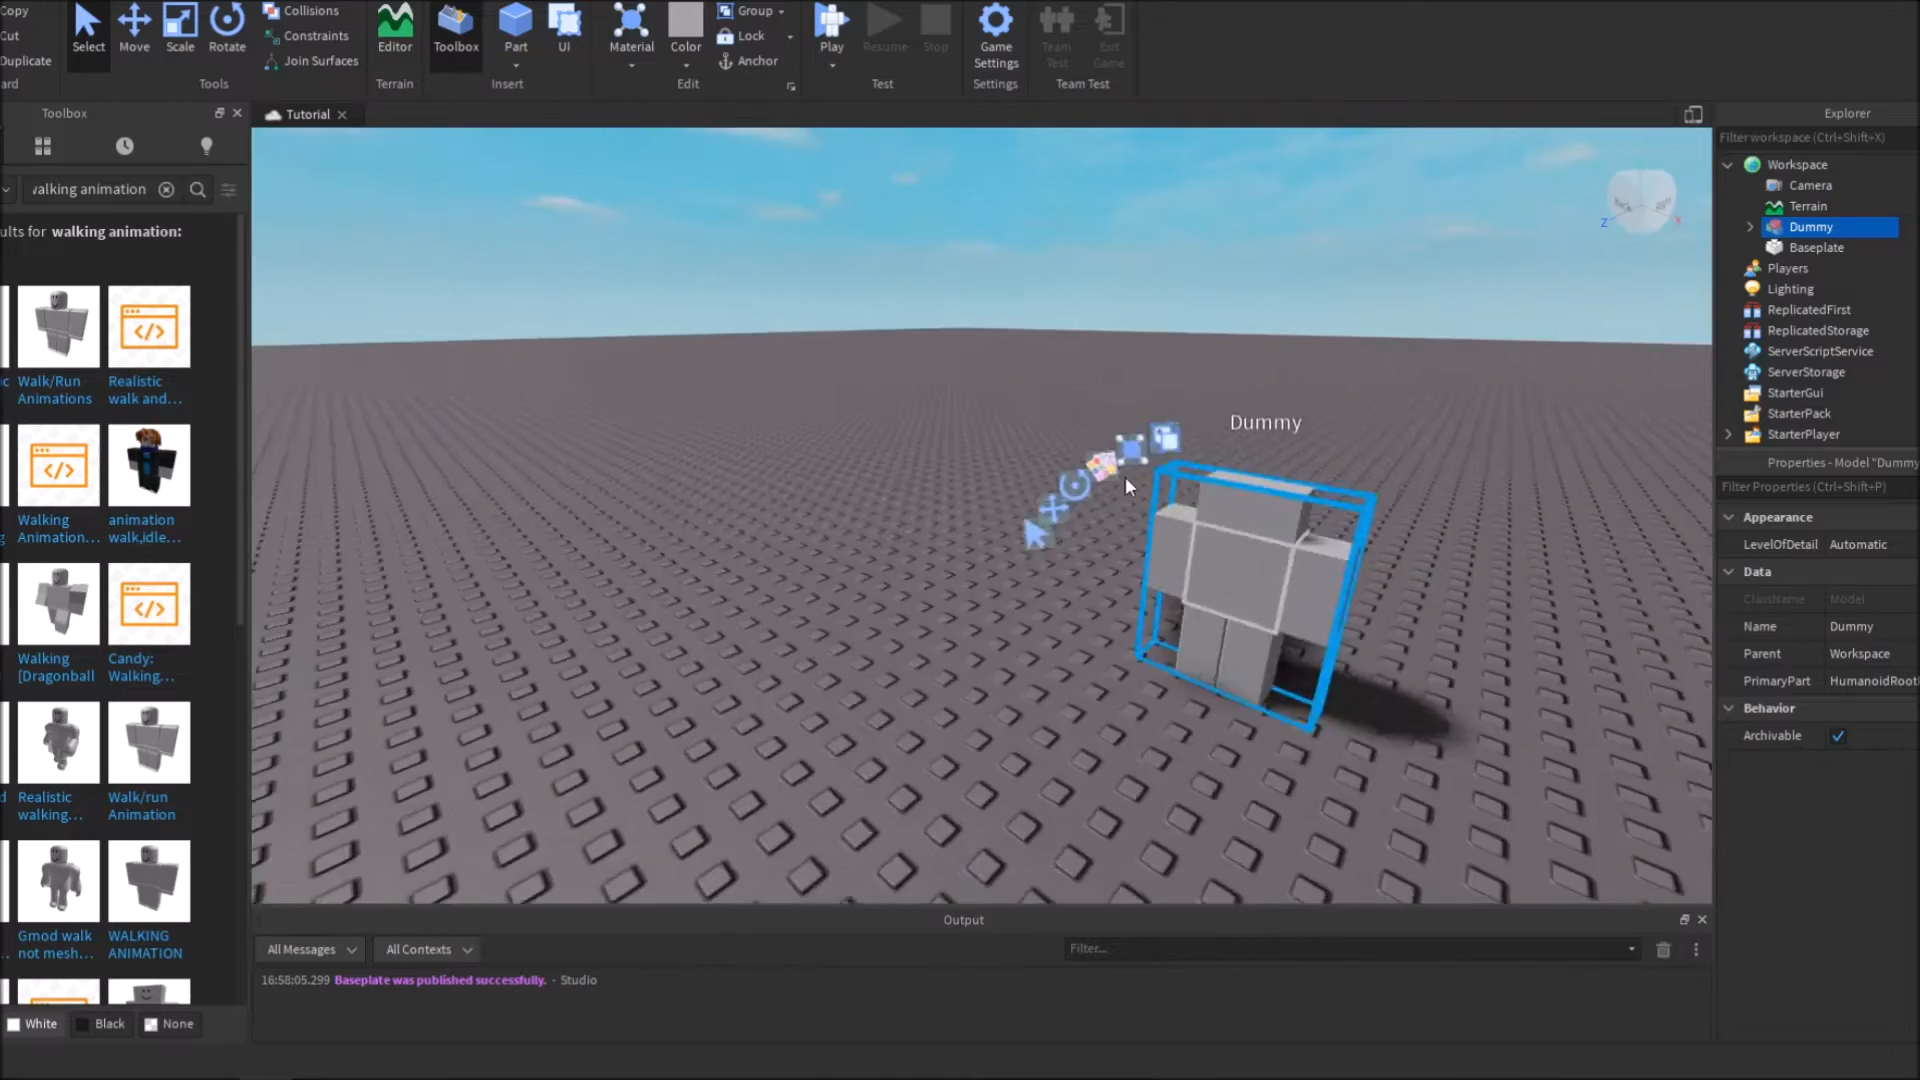 Copy
Cut
Duplicate
ard
Select
Move
Scale
Rotate
Collisions
Constraints
Join Surfaces
Tools
Editor
Terrain
Toolbox
Part
UI
Insert
Material
Color
Group
Lock
Anchor
Edit
Play
Resume
Stop
Test
Game
Settings
Settings
Team
Test
Exit
Game
Team Test
Toolbox
valking animation
ults for walking animation:
Walk/Run
Animations
Realistic
walk and...
Walking
Animation...
animation
walk,idle...
Walking
[Dragonball
Candy:
Walking...
Realistic
walking...
Walk/run
Animation
Gmod walk
not mesh...
WALKING
ANIMATION
White
Black
None
Tutorial
Z
X
Dummy
Output
All Messages
All Contexts
Filter...
16:58:05.299 Baseplate was published successfully. - Studio
Explorer
Filter workspace (Ctrl+Shift+X)
Workspace
Camera
Terrain
Dummy
Baseplate
Players
Lighting
ReplicatedFirst
ReplicatedStorage
ServerScriptService
ServerStorage
StarterGui
StarterPack
StarterPlayer
Properties - Model "Dummy
Filter Properties (Ctrl+Shift+P)
Appearance
LevelOfDetail Automatic
Data
ClassName Model
Name Dummy
Parent Workspace
PrimaryPart HumanoidRoot
Behavior
Archivable